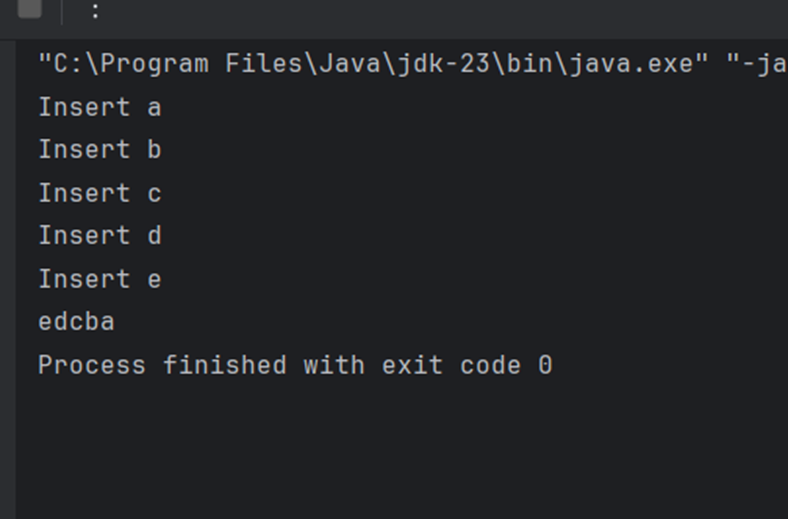 "C:\Program Files\Java\jdk-23\bin\java.exe" "-ja
Insert a
Insert b
Insert c
Insert d
Insert e
edcba
Process finished with exit code 0